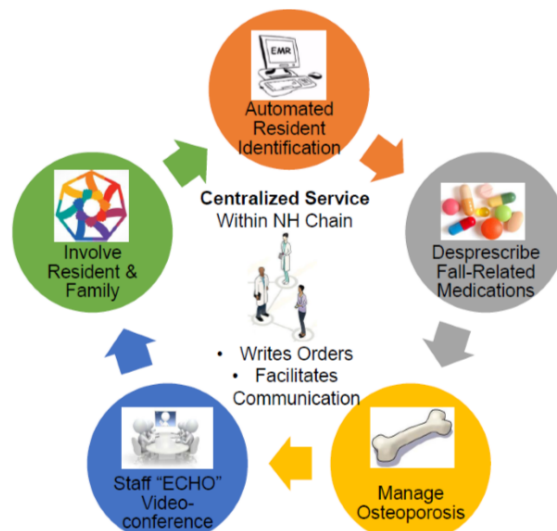 EMR
Automated
Resident
Identification
Centralized Service
Within NH Chain
• Writes Orders
• Facilitates
Communication
Desprescribe
Fall-Related
Medications
Manage
Osteoporosis
Staff “ECHO”
Video-
conference
Involve
Resident &
Family